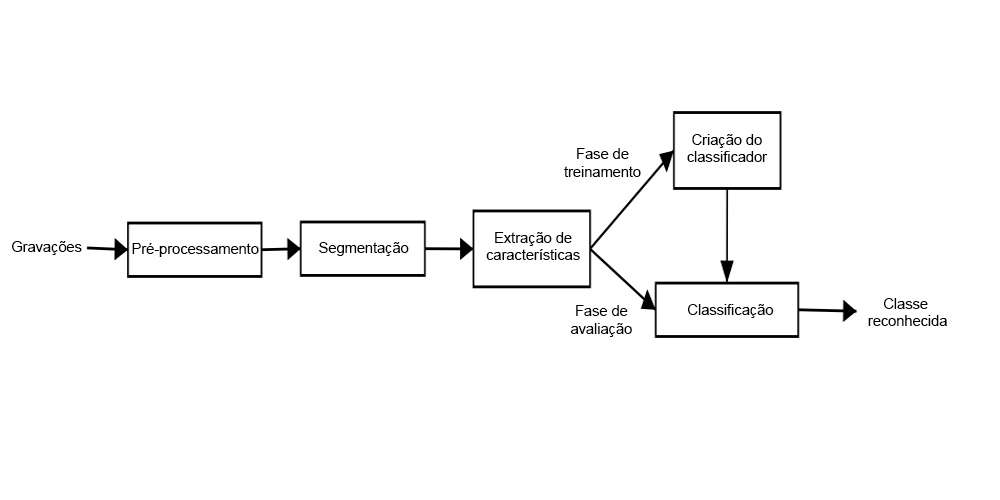 Gravações
Pré-processamento
Segmentação
Extração de
características
Fase de
treinamento
Criação do
classificador
Fase de
avaliação
Classificação
Classe
reconhecida